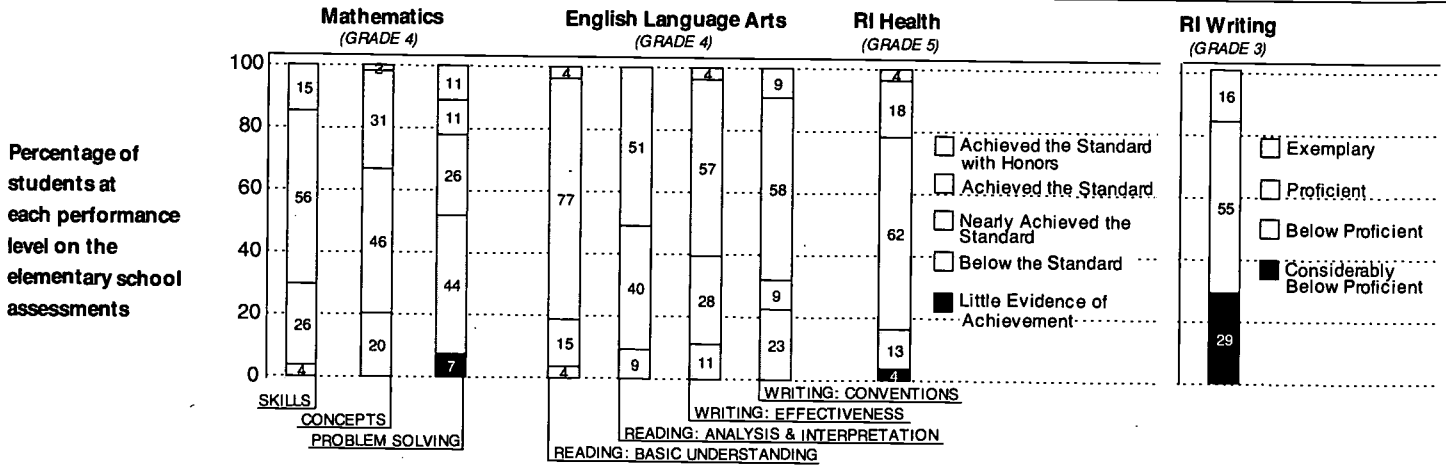 Mathematics
(GRADE 4)
English Language Arts
(GRADE 4)
RI Health
(GRADE 5)
RI Writing
(GRADE 3)
Percentage of
students at
each performance
level on the
elementary school
assessments
100
80
60
40
20
0
15
56
26
4
31
46
20
11
11
26
44
7
4
77
15
4
51
40
9
4
57
28
11
9
58
9
23
4
18
62
13
4
Achieved the Standard
with Honors
Achieved the Standard
Nearly Achieved the
Standard
Below the Standard
Little Evidence of
Achievement
16
55
29
Exemplary
Proficient
Below Proficient
Considerably
Below Proficient
SKILLS
CONCEPTS
PROBLEM SOLVING
WRITING: CONVENTIONS
WRITING: EFFECTIVENESS
READING: ANALYSIS & INTERPRETATION
READING: BASIC UNDERSTANDING